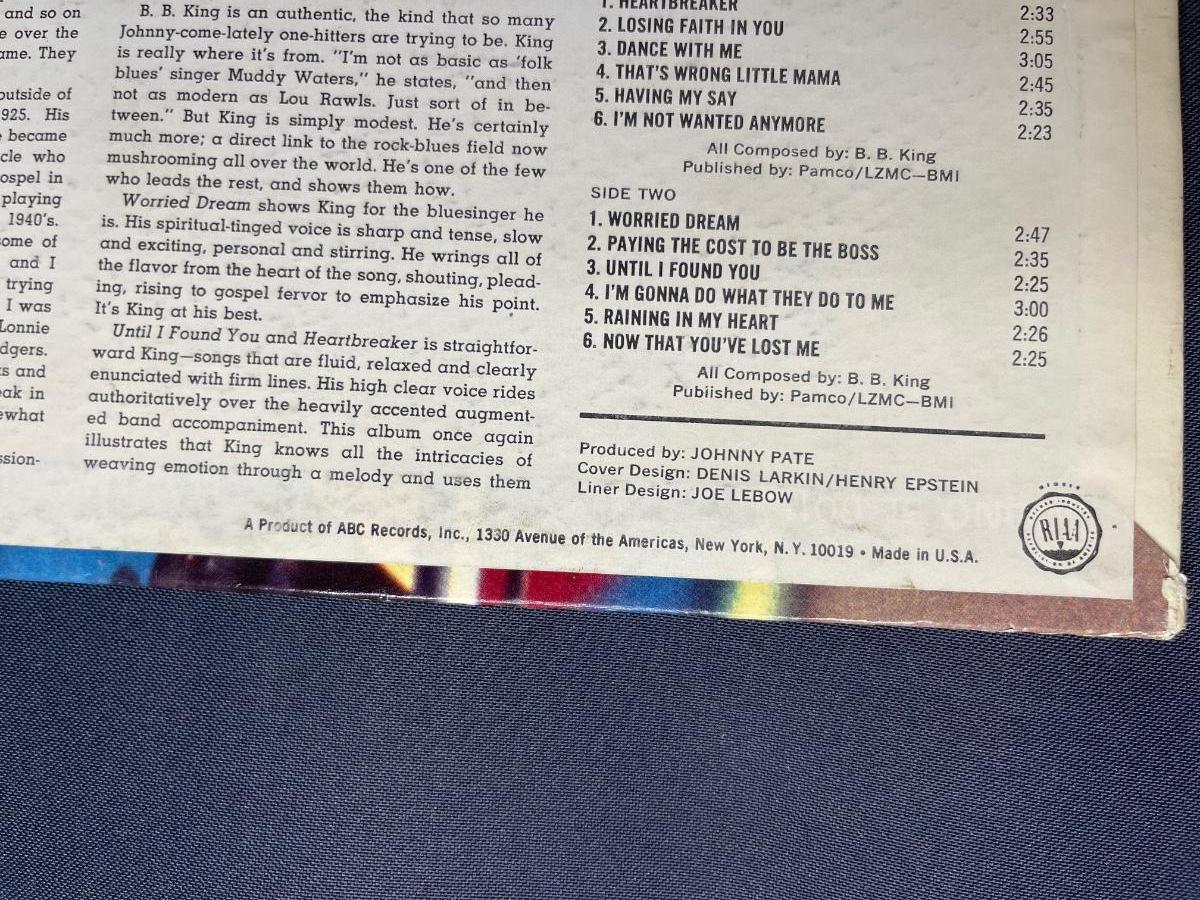 and so on
e over the
ame. They
outside of
925. His
became
cle who
ospel in
playing
1940's.
ome of
and I
trying
I was
Lonnie
dgers.
s and
ak in
ewhat
ssion-
B. B. King is an authentic, the kind that so many
Johnny-come-lately one-hitters are trying to be. King
is really where it's from. "I'm not as basic as 'folk
blues' singer Muddy Waters," he states, "and then
not as modern as Lou Rawls. Just sort of in be-
tween." But King is simply modest. He's certainly
much more; a direct link to the rock-blues field now
mushrooming all over the world. He's one of the few
who leads the rest, and shows them how.
Worried Dream shows King for the bluesinger he
is. His spiritual-tinged voice is sharp and tense, slow
and exciting, personal and stirring. He wrings all of
the flavor from the heart of the song, shouting, plead-
ing, rising to gospel fervor to emphasize his point.
It's King at his best.
Until I Found You and Heartbreaker is straightfor-
ward King—songs that are fluid, relaxed and clearly
enunciated with firm lines. His high clear voice rides
authoritatively over the heavily accented augment-
ed band accompaniment. This album once again
illustrates that King knows all the intricacies of
weaving emotion through a melody and uses them
1. HEARTBREAKER 2:33
2. LOSING FAITH IN YOU 2:55
3. DANCE WITH ME 3:05
4. THAT'S WRONG LITTLE MAMA 2:45
5. HAVING MY SAY 2:35
6. I'M NOT WANTED ANYMORE 2:23
All Composed by: B. B. King
Published by: Pamco/LZMC—BMI
SIDE TWO
1. WORRIED DREAM 2:47
2. PAYING THE COST TO BE THE BOSS 2:35
3. UNTIL I FOUND YOU 2:25
4. I'M GONNA DO WHAT THEY DO TO ME 3:00
5. RAINING IN MY HEART 2:26
6. NOW THAT YOU'VE LOST ME 2:25
All Composed by: B. B. King
Pubiished by: Pamco/LZMC—BMI
Produced by: JOHNNY PATE
Cover Design: DENIS LARKIN/HENRY EPSTEIN
Liner Design: JOE LEBOW
A Product of ABC Records, Inc., 1330 Avenue of the Americas, New York, N. Y. 10019 • Made in U.S.A.
RIAA